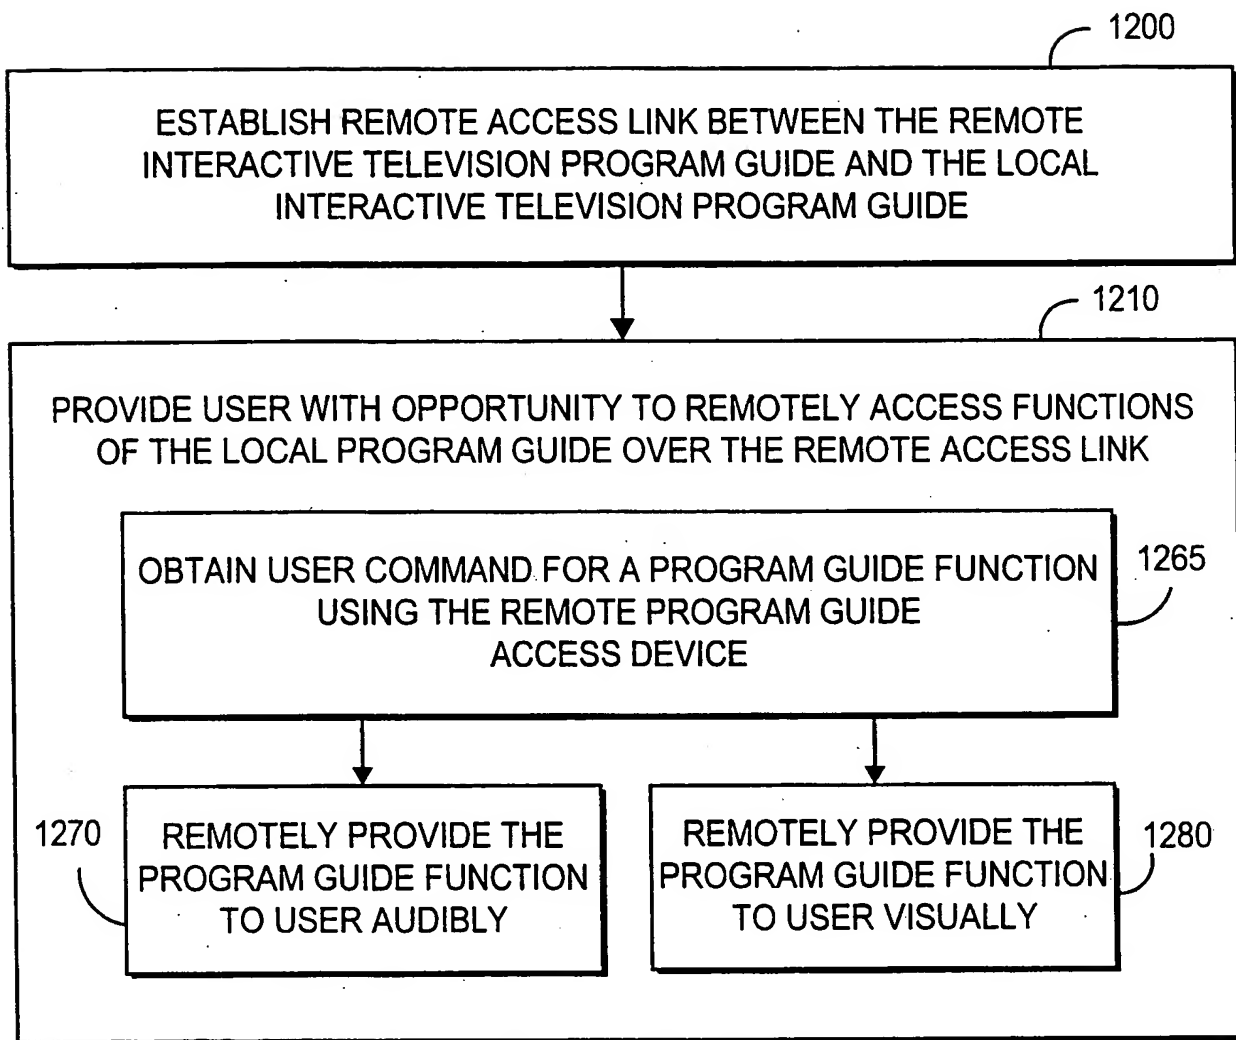 1200
ESTABLISH REMOTE ACCESS LINK BETWEEN THE REMOTE
INTERACTIVE TELEVISION PROGRAM GUIDE AND THE LOCAL
INTERACTIVE TELEVISION PROGRAM GUIDE
1210
PROVIDE USER WITH OPPORTUNITY TO REMOTELY ACCESS FUNCTIONS
OF THE LOCAL PROGRAM GUIDE OVER THE REMOTE ACCESS LINK
OBTAIN USER COMMAND FOR A PROGRAM GUIDE FUNCTION
USING THE REMOTE PROGRAM GUIDE
ACCESS DEVICE
1265
1270
REMOTELY PROVIDE THE
PROGRAM GUIDE FUNCTION
TO USER AUDIBLY
REMOTELY PROVIDE THE
PROGRAM GUIDE FUNCTION
TO USER VISUALLY
1280